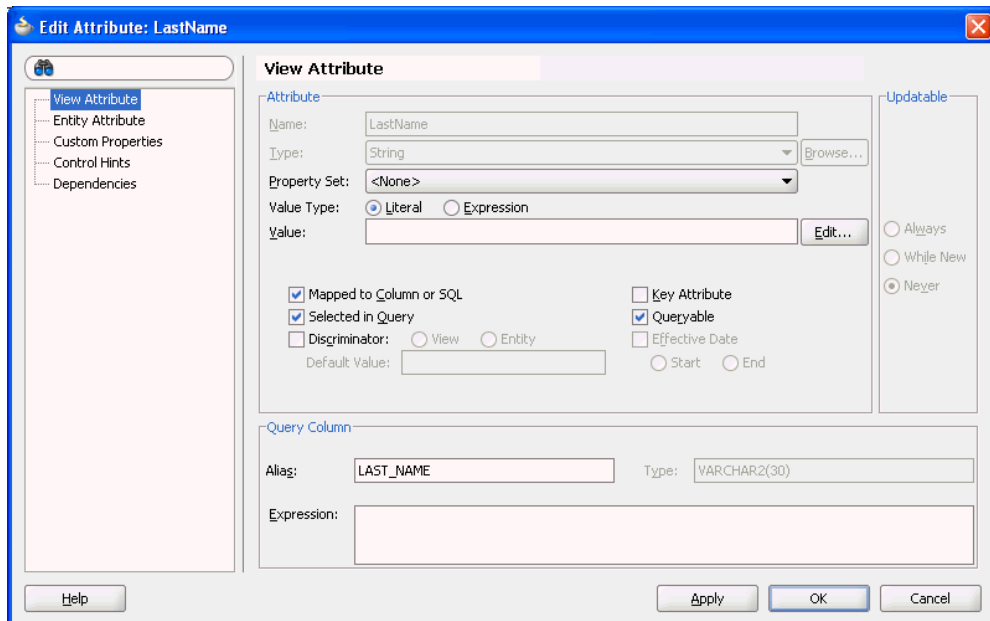 Edit Attribute: LastName
View Attribute
Entity Attribute
Custom Properties
Control Hints
Dependencies
View Attribute
Attribute
Name: LastName
Type: String Browse...
Property Set: <None>
Value Type: Literal Expression
Value: Edit...
Mapped to Column or SQL Key Attribute
Selected in Query Queryable
Discriminator: View Entity Effective Date
Default Value: Start End
Updatable
Always
While New
Never
Query Column
Alias: LAST_NAME Type: VARCHAR2(30)
Expression:
Help Apply OK Cancel